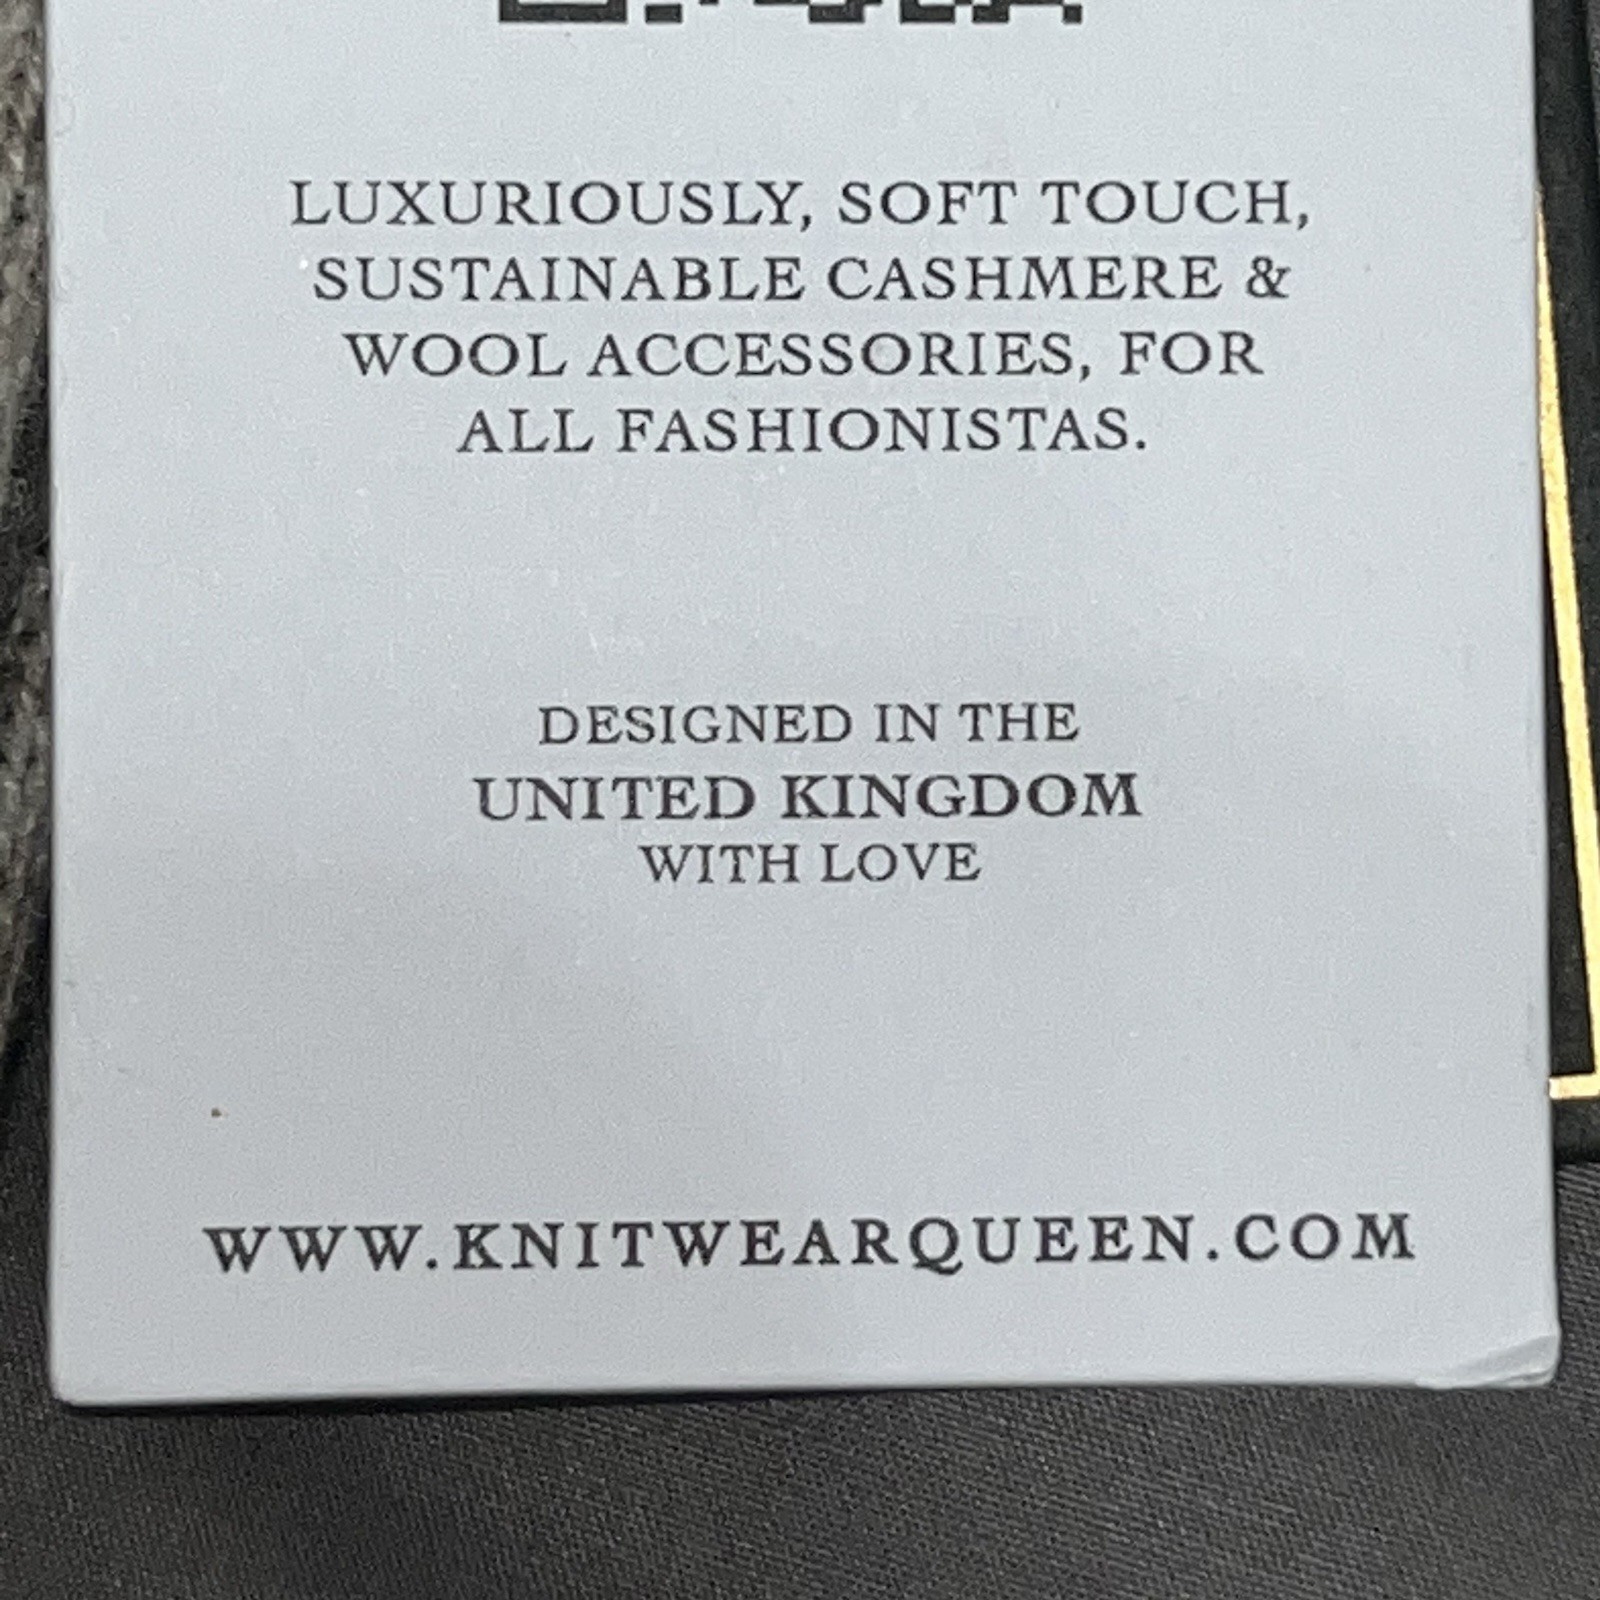 LUXURIOUSLY, SOFT TOUCH,
SUSTAINABLE CASHMERE &
WOOL ACCESSORIES, FOR
ALL FASHIONISTAS.
DESIGNED IN THE
UNITED KINGDOM
WITH LOVE
WWW.KNITWEARQUEEN.COM